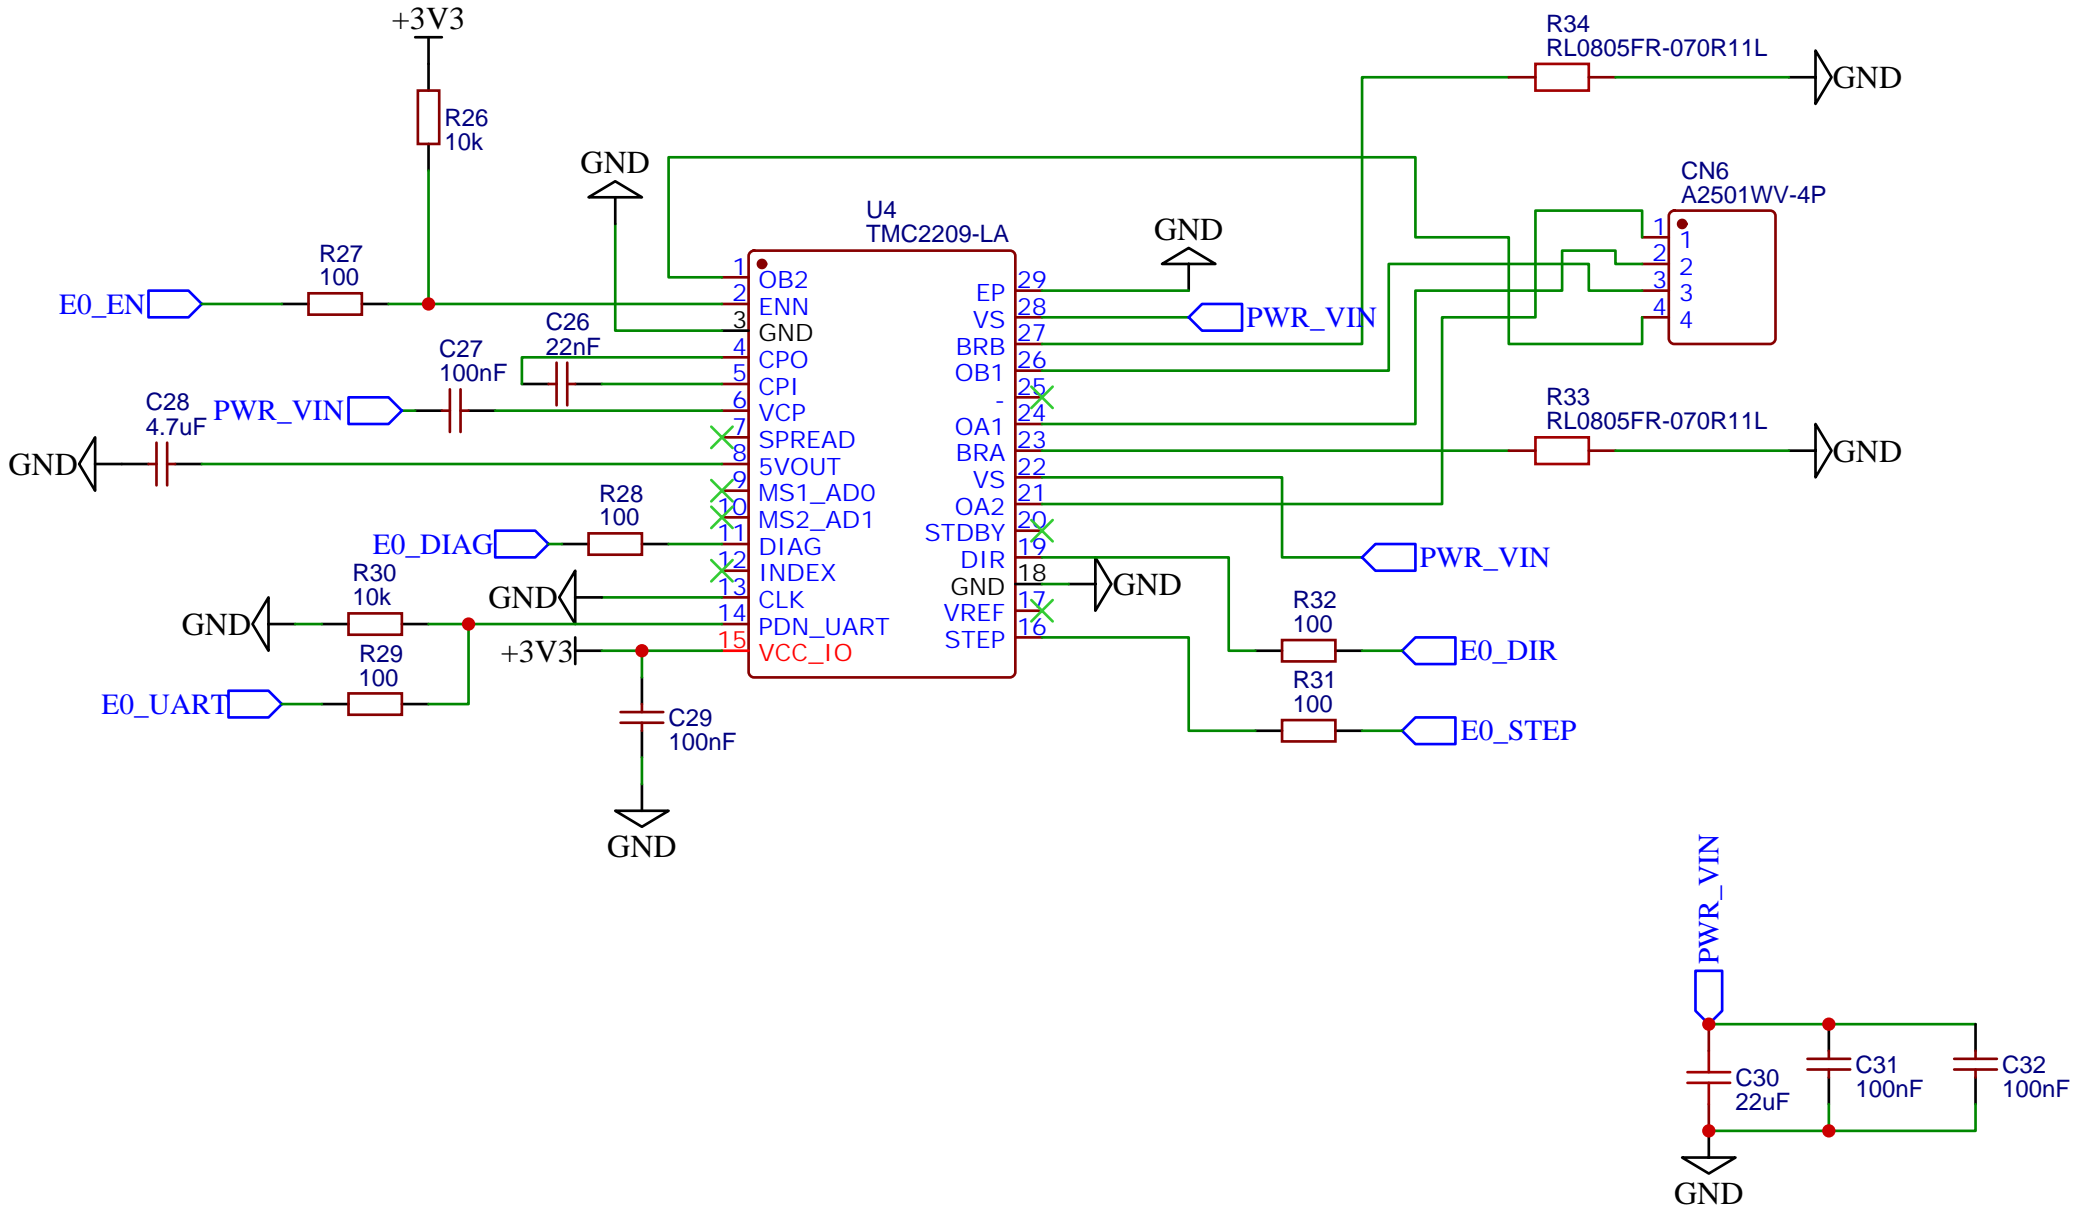 +3V3
R26
10k
R27
100
E0_EN
GND
C26
22nF
C27
100nF
PWR_VIN
C28
4.7uF
GND
R28
100
E0_DIAG
GND
R30
10k
GND
R29
100
E0_UART
+3V3
C29
100nF
GND
U4
TMC2209-LA
1 OB2
2 ENN
3 GND
4 CPO
5 CPI
6 VCP
7 SPREAD
8 5VOUT
9 MS1_AD0
10 MS2_AD1
11 DIAG
12 INDEX
13 CLK
14 PDN_UART
15 VCC_IO
EP 29
VS 28
BRB 27
OB1 26
- 25
OA1 24
BRA 23
VS 22
OA2 21
STDBY 20
DIR 19
GND 18
VREF 17
STEP 16
GND
PWR_VIN
R34
RL0805FR-070R11L
GND
CN6
A2501WV-4P
1 1
2 2
3 3
4 4
R33
RL0805FR-070R11L
GND
PWR_VIN
GND
R32
100
E0_DIR
R31
100
E0_STEP
PWR_VIN
C30
22uF
C31
100nF
C32
100nF
GND